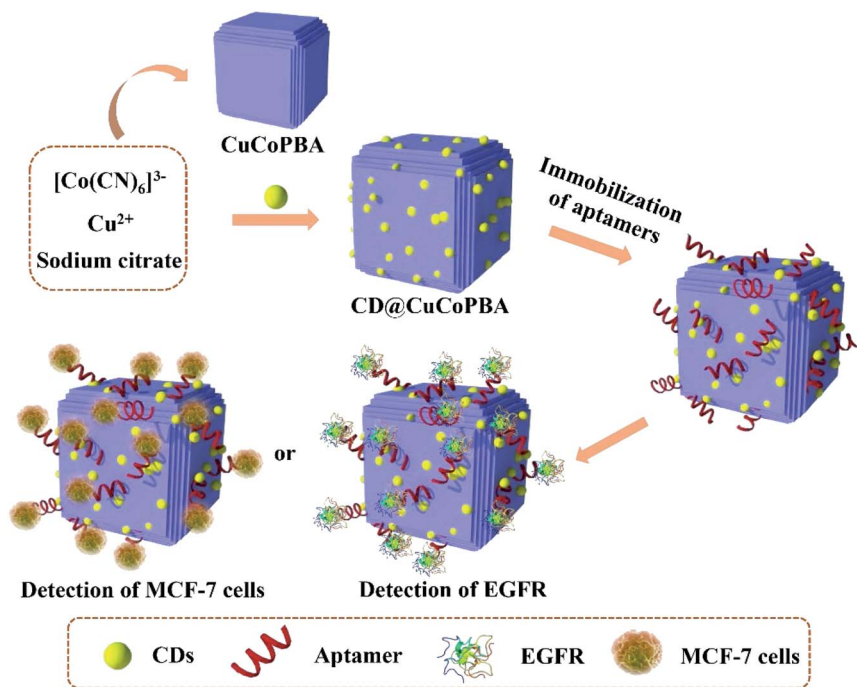 CuCoPBA
[Co(CN)₆]³⁻
Cu²⁺
Sodium citrate
CD@CuCoPBA
Immobilization
of aptamers
or
Detection of MCF-7 cells
Detection of EGFR
CDs
Aptamer
EGFR
MCF-7 cells